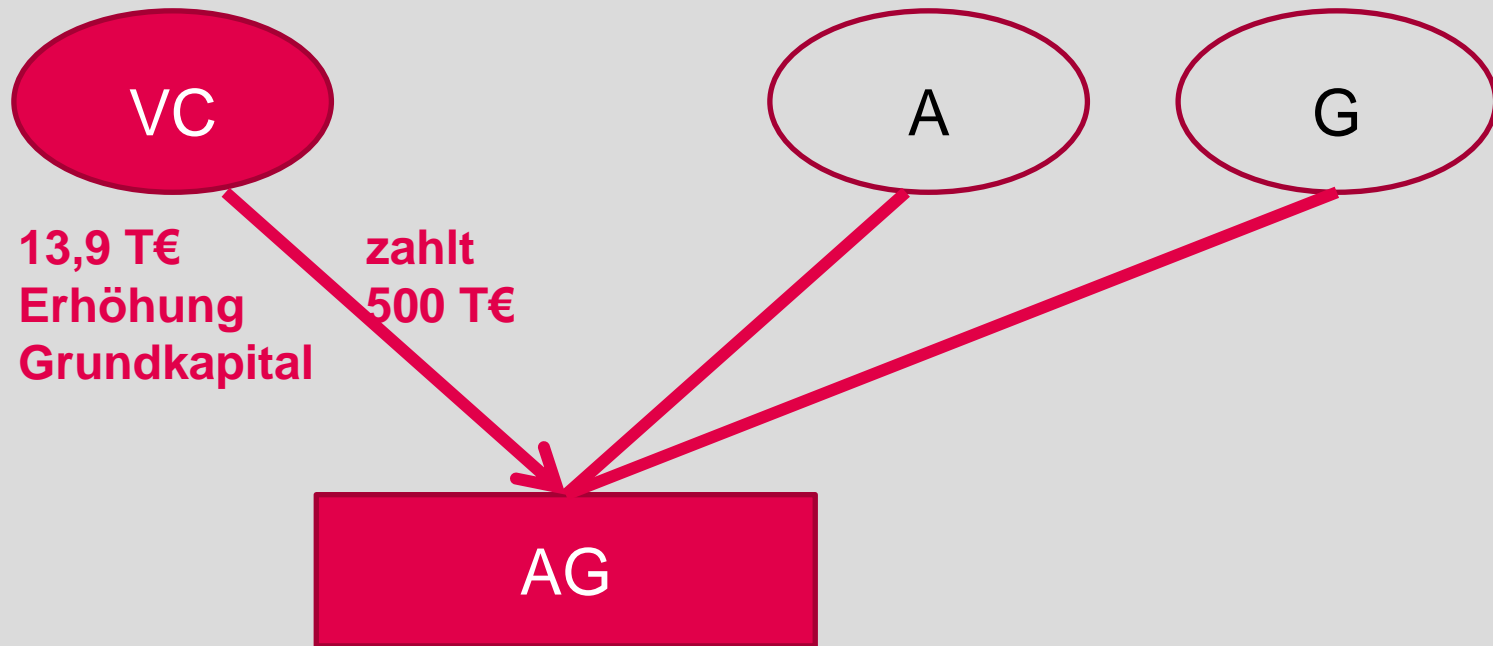 VC
A
G
13,9 T€
Erhöhung
Grundkapital
zahlt
500 T€
AG